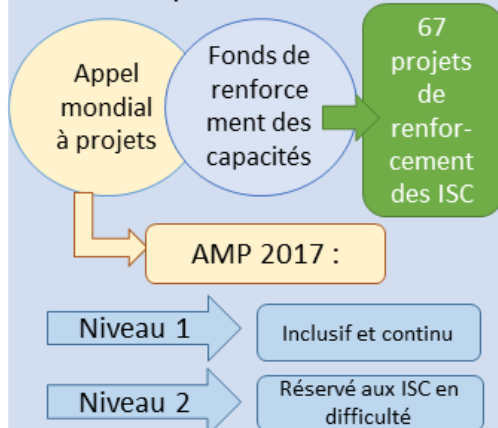 Appel
mondial
à projets
Fonds de
renforce
ment des
capacités
67
projets
de
renfor-
cement
des ISC
AMP 2017 :
Niveau 1
Inclusif et continu
Niveau 2
Réservé aux ISC en
difficulté